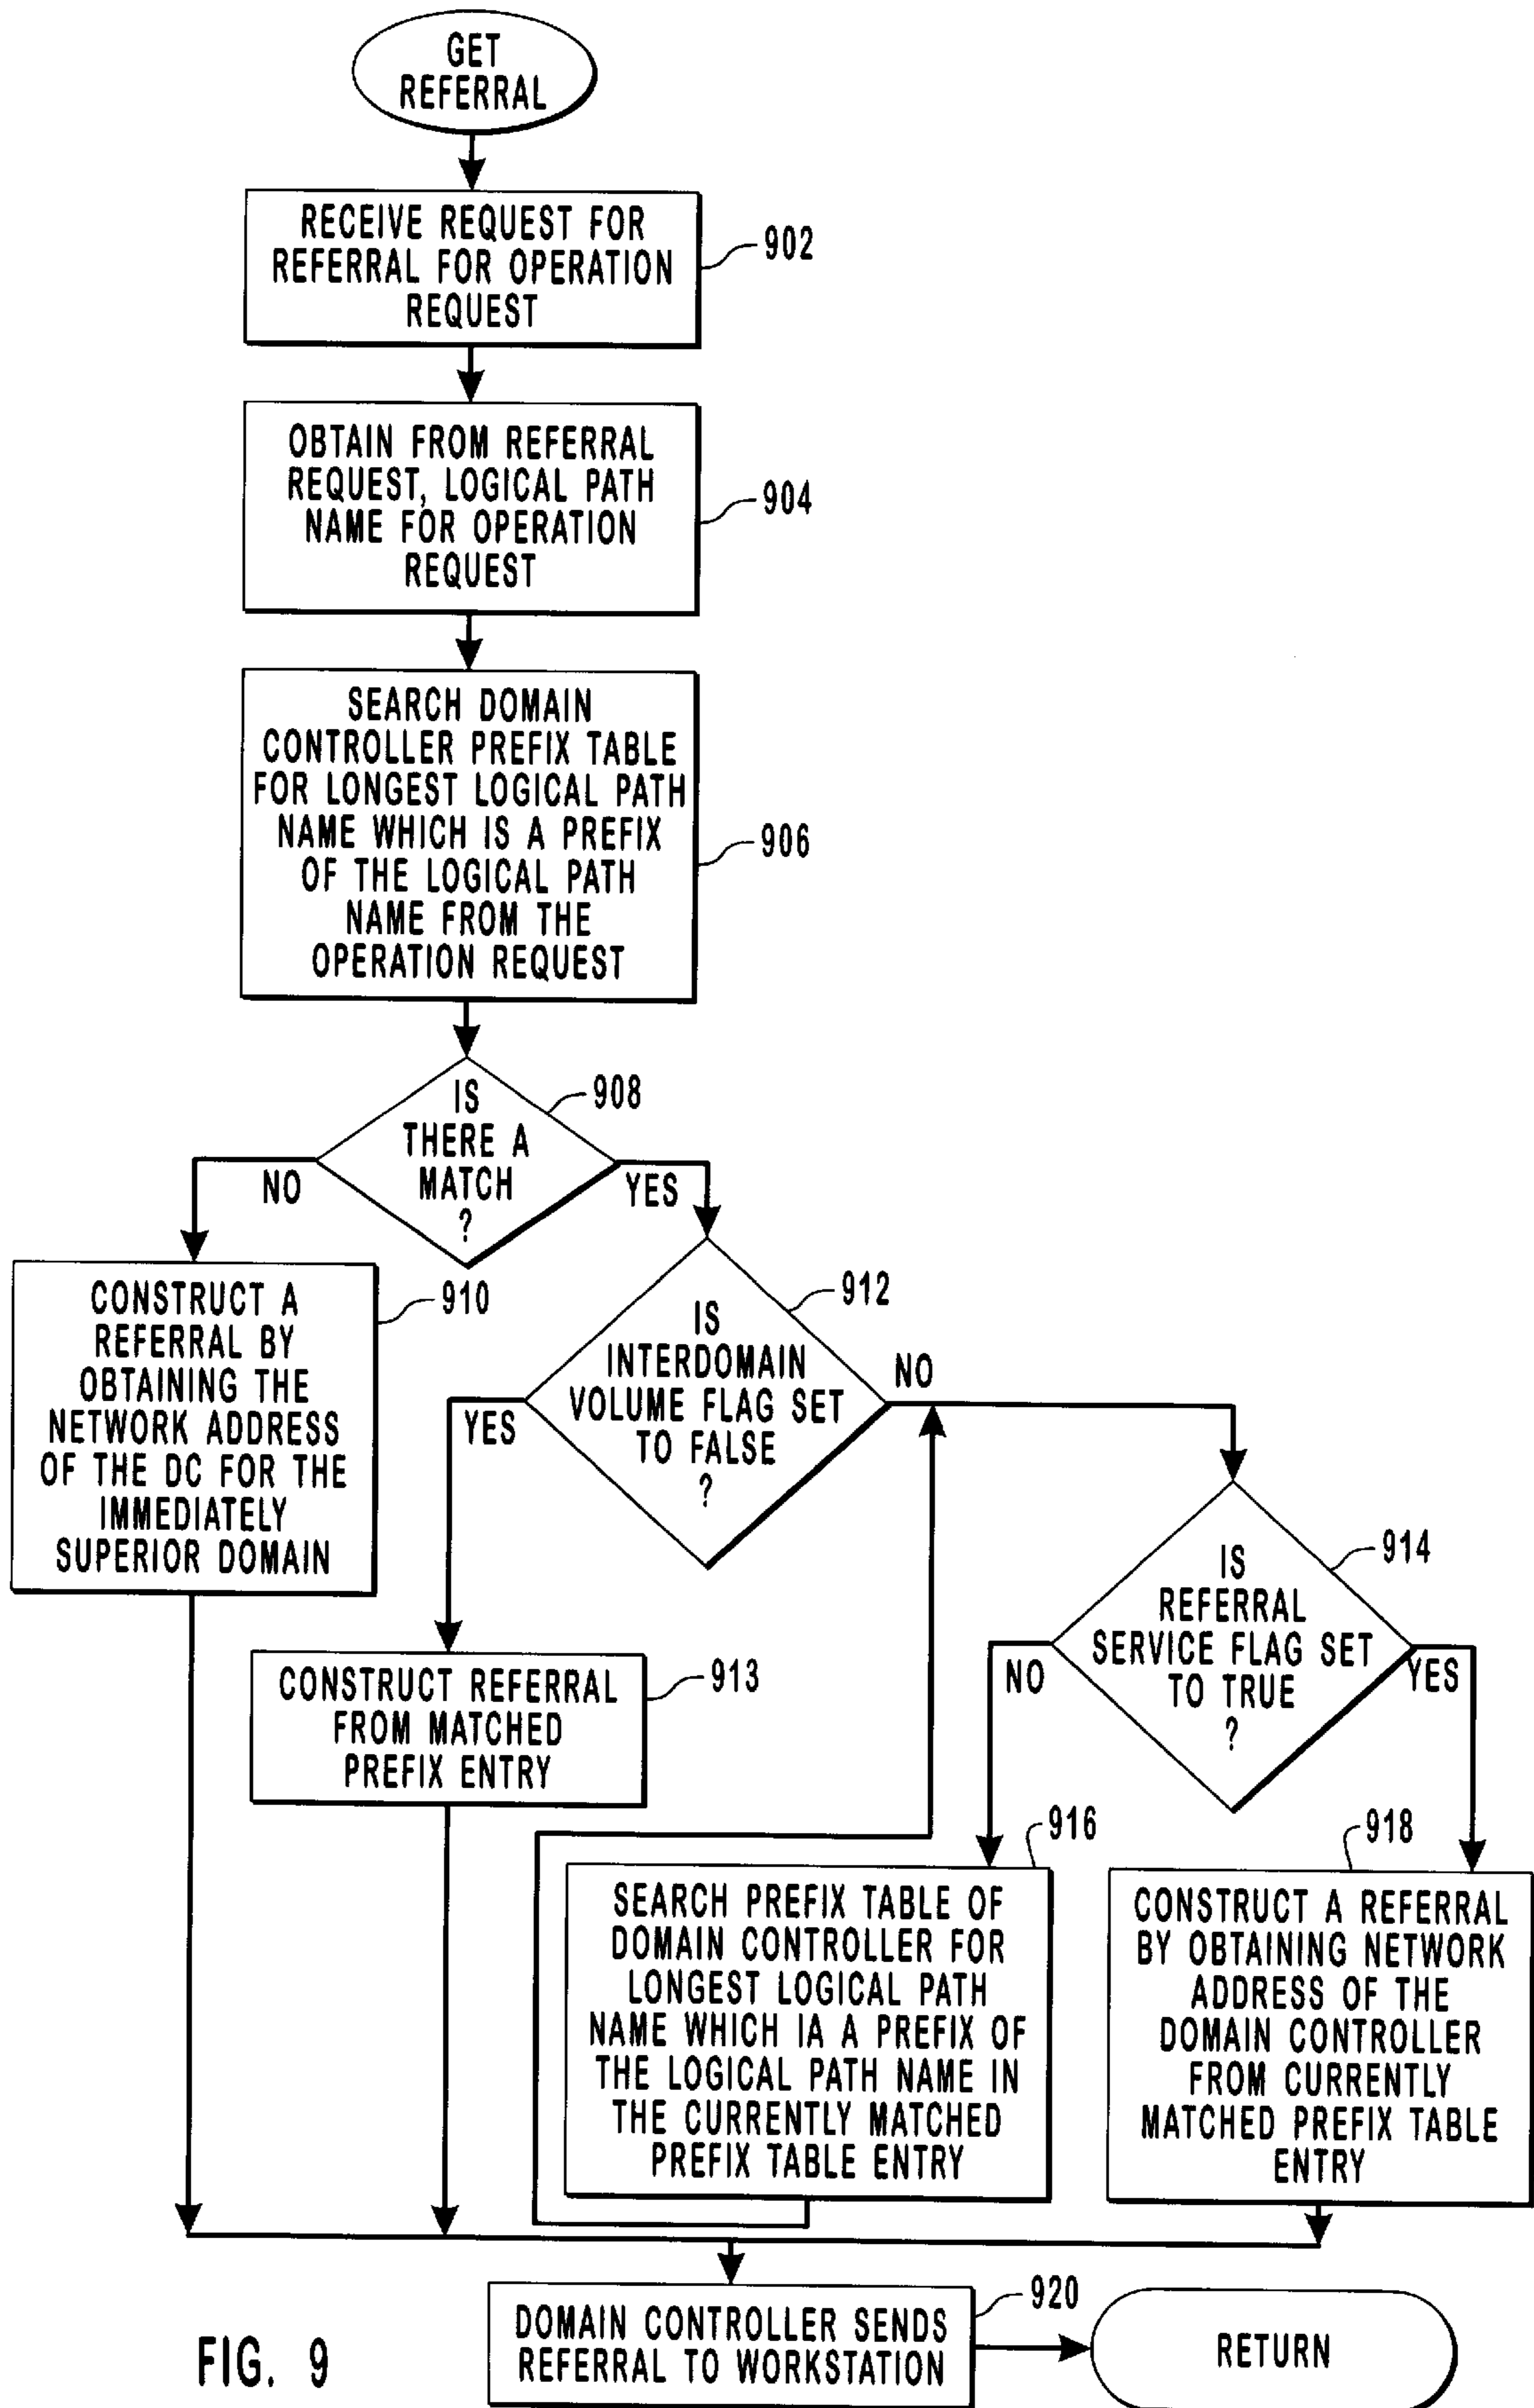 GET
REFERRAL
RECEIVE REQUEST FOR
REFERRAL FOR OPERATION
REQUEST
902
OBTAIN FROM REFERRAL
REQUEST, LOGICAL PATH
NAME FOR OPERATION
REQUEST
904
SEARCH DOMAIN
CONTROLLER PREFIX TABLE
FOR LONGEST LOGICAL PATH
NAME WHICH IS A PREFIX
OF THE LOGICAL PATH
NAME FROM THE
OPERATION REQUEST
906
IS
THERE A
MATCH
?
908
NO
YES
CONSTRUCT A
REFERRAL BY
OBTAINING THE
NETWORK ADDRESS
OF THE DC FOR THE
IMMEDIATELY
SUPERIOR DOMAIN
910
IS
INTERDOMAIN
VOLUME FLAG SET
TO FALSE
?
912
YES
NO
CONSTRUCT REFERRAL
FROM MATCHED
PREFIX ENTRY
913
IS
REFERRAL
SERVICE FLAG SET
TO TRUE
?
914
NO
YES
SEARCH PREFIX TABLE OF
DOMAIN CONTROLLER FOR
LONGEST LOGICAL PATH
NAME WHICH IA A PREFIX OF
THE LOGICAL PATH NAME IN
THE CURRENTLY MATCHED
PREFIX TABLE ENTRY
916
CONSTRUCT A REFERRAL
BY OBTAINING NETWORK
ADDRESS OF THE
DOMAIN CONTROLLER
FROM CURRENTLY
MATCHED PREFIX TABLE
ENTRY
918
DOMAIN CONTROLLER SENDS
REFERRAL TO WORKSTATION
920
RETURN
FIG. 9